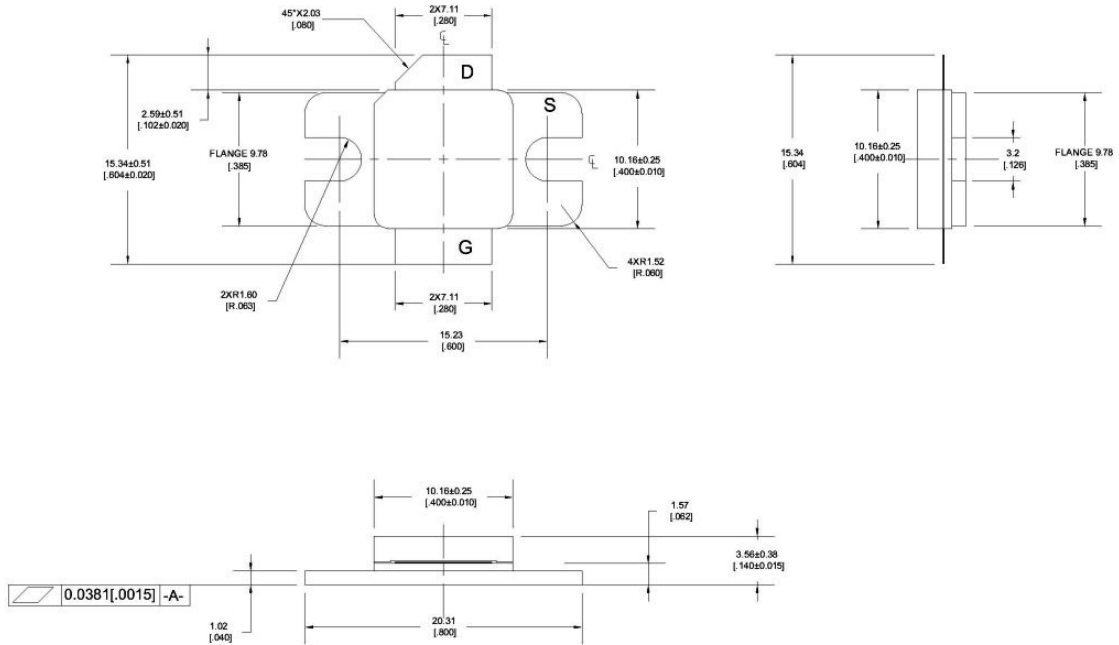 45°X2.03
[.080]
2X7.11
[.280]
D
S
G
2.59±0.51
[.102±0.020]
15.34±0.51
[.604±0.020]
FLANGE 9.78
[.385]
10.16±0.25
[.400±0.010]
2XR1.60
[R.063]
2X7.11
[.280]
15.23
[.600]
4XR1.52
[R.060]
15.34
[.604]
10.16±0.25
[.400±0.010]
3.2
[.126]
FLANGE 9.78
[.385]
10.16±0.25
[.400±0.010]
1.57
[.062]
3.56±0.38
[.140±0.015]
0.0381[.0015] -A-
1.02
[.040]
20.31
[.800]